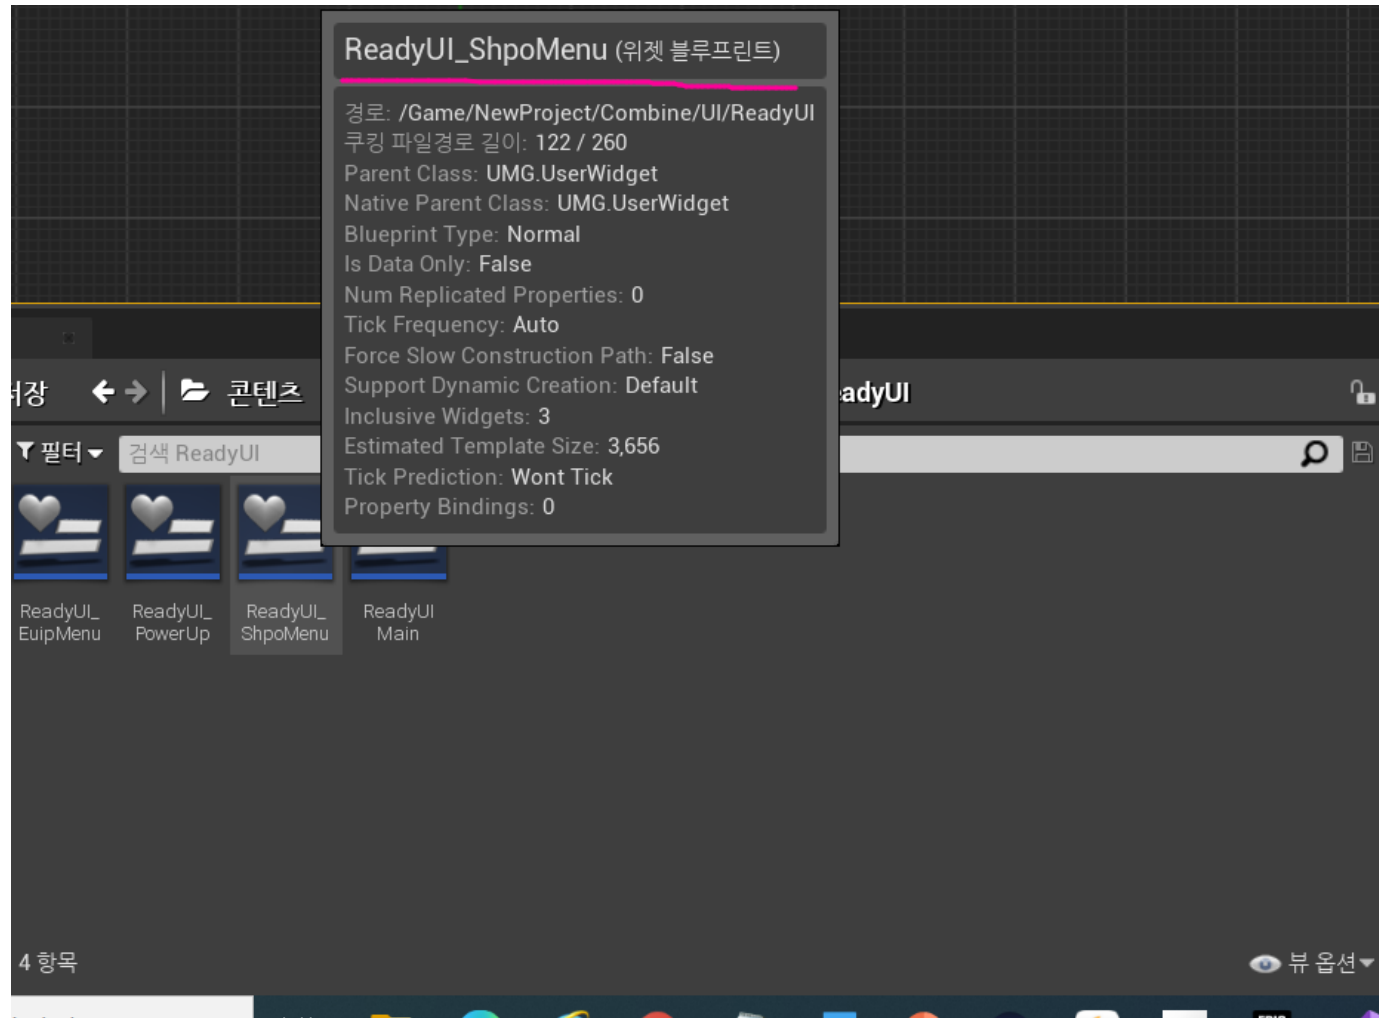 ReadyUI_ShpoMenu (위젯 블루프린트)
경로: /Game/NewProject/Combine/UI/ReadyUI
쿠킹 파일경로 길이: 122 / 260
Parent Class: UMG.UserWidget
Native Parent Class: UMG.UserWidget
Blueprint Type: Normal
Is Data Only: False
Num Replicated Properties: 0
Tick Frequency: Auto
Force Slow Construction Path: False
Support Dynamic Creation: Default
Inclusive Widgets: 3
Estimated Template Size: 3,656
Tick Prediction: Wont Tick
Property Bindings: 0
콘텐츠
adyUI
필터
검색 ReadyUI
ReadyUI_
EuipMenu
ReadyUI_
PowerUp
ReadyUI_
ShpoMenu
ReadyUI
Main
4 항목
뷰 옵션